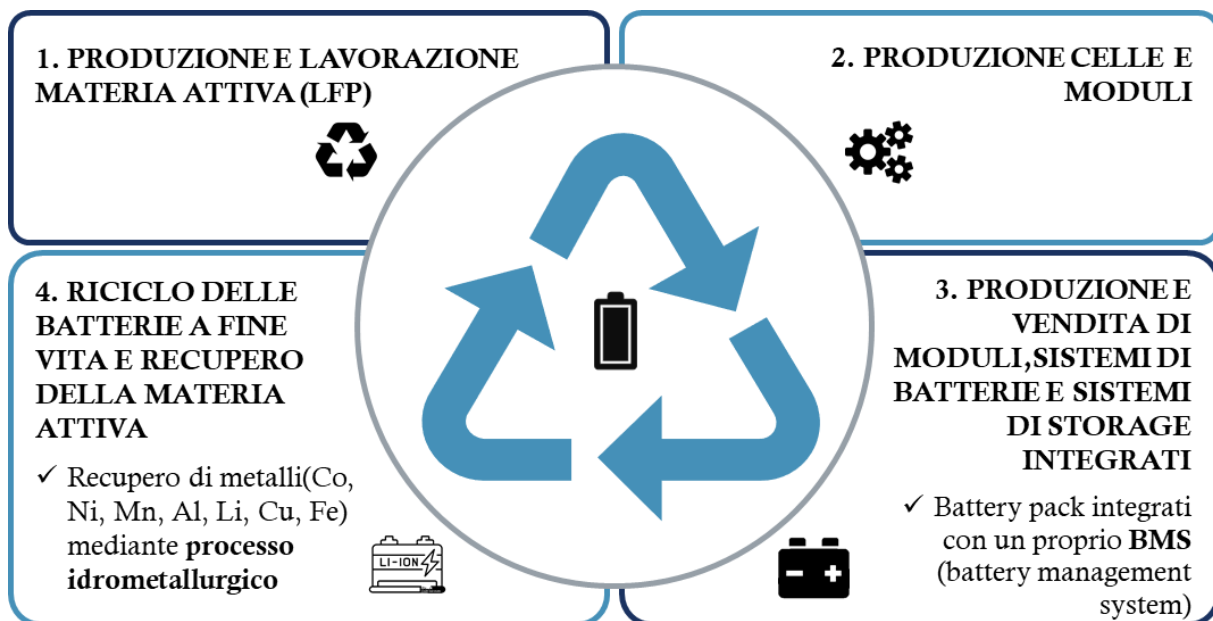 1. PRODUZIONE E LAVORAZIONE
MATERIA ATTIVA (LFP)
2. PRODUZIONE CELLE E
MODULI
3. PRODUZIONE E
VENDITA DI
MODULI,SISTEMI DI
BATTERIE E SISTEMI
DI STORAGE
INTEGRATI
✓ Battery pack integrati
con un proprio BMS
(battery management
system)
4. RICICLO DELLE
BATTERIE A FINE
VITA E RECUPERO
DELLA MATERIA
ATTIVA
✓ Recupero di metalli(Co,
Ni, Mn, Al, Li, Cu, Fe)
mediante processo
idrometallurgico
LI-ION